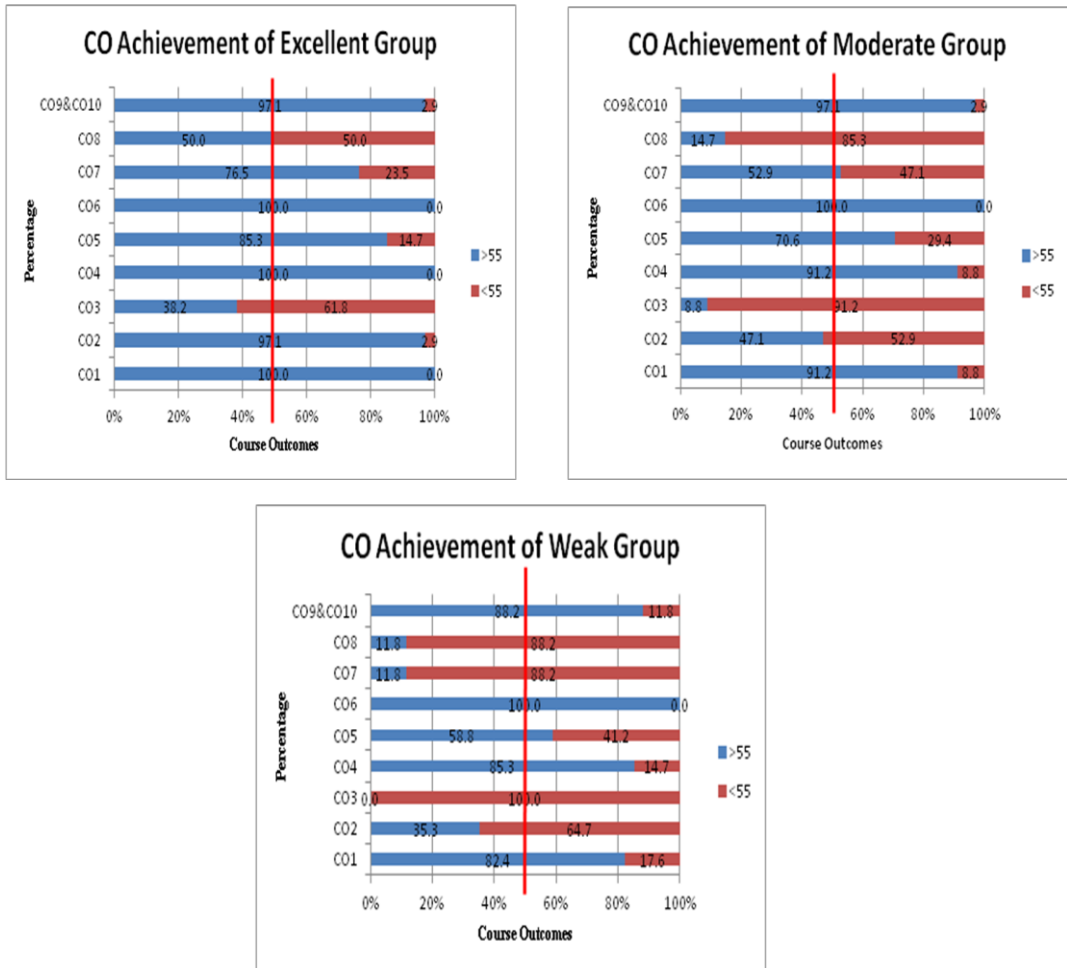 CO Achievement of Excellent Group
Percentage
CO9&CO10 97.1 2.9
CO8 50.0 50.0
CO7 76.5 23.5
CO6 100.0 0.0
CO5 85.3 14.7
CO4 100.0 0.0
CO3 38.2 61.8
CO2 97.1 2.9
CO1 100.0 0.0
0% 20% 40% 60% 80% 100%
Course Outcomes
>55
<55
CO Achievement of Moderate Group
Percentage
CO9&CO10 97.1 2.9
CO8 14.7 85.3
CO7 52.9 47.1
CO6 100.0 0.0
CO5 70.6 29.4
CO4 91.2 8.8
CO3 8.8 91.2
CO2 47.1 52.9
CO1 91.2 8.8
0% 20% 40% 60% 80% 100%
Course Outcomes
>55
<55
CO Achievement of Weak Group
Percentage
CO9&CO10 88.2 11.8
CO8 11.8 88.2
CO7 11.8 88.2
CO6 100.0 0.0
CO5 58.8 41.2
CO4 85.3 14.7
CO3 0.0 100.0
CO2 35.3 64.7
CO1 82.4 17.6
0% 20% 40% 60% 80% 100%
Course Outcomes
>55
<55